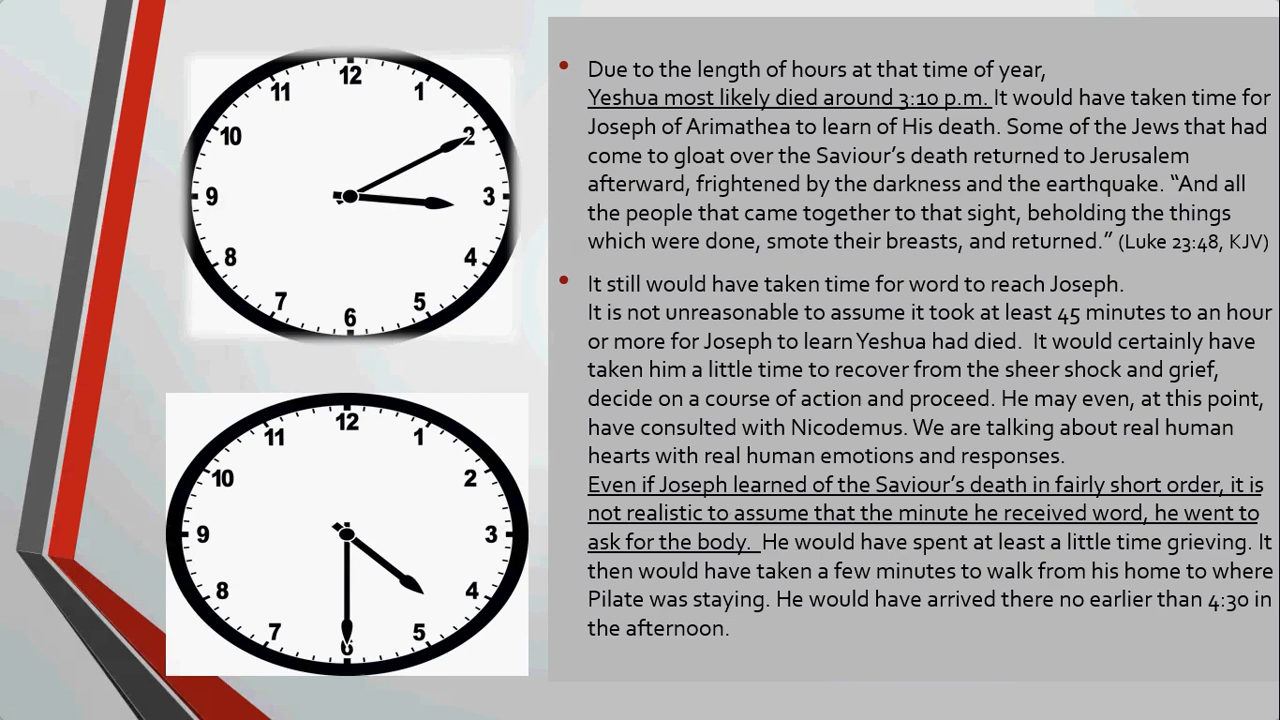 12
11
1
10
2
9
3
8
4
7
5
6
12
11
1
10
2
9
3
8
4
7
5
6
• Due to the length of hours at that time of year,
Yeshua most likely died around 3:10 p.m. It would have taken time for
Joseph of Arimathea to learn of His death. Some of the Jews that had
come to gloat over the Saviour’s death returned to Jerusalem
afterward, frightened by the darkness and the earthquake. “And all
the people that came together to that sight, beholding the things
which were done, smote their breasts, and returned.” (Luke 23:48, KJV)
• It still would have taken time for word to reach Joseph.
It is not unreasonable to assume it took at least 45 minutes to an hour
or more for Joseph to learn Yeshua had died. It would certainly have
taken him a little time to recover from the sheer shock and grief,
decide on a course of action and proceed. He may even, at this point,
have consulted with Nicodemus. We are talking about real human
hearts with real human emotions and responses.
Even if Joseph learned of the Saviour’s death in fairly short order, it is
not realistic to assume that the minute he received word, he went to
ask for the body. He would have spent at least a little time grieving. It
then would have taken a few minutes to walk from his home to where
Pilate was staying. He would have arrived there no earlier than 4:30 in
the afternoon.